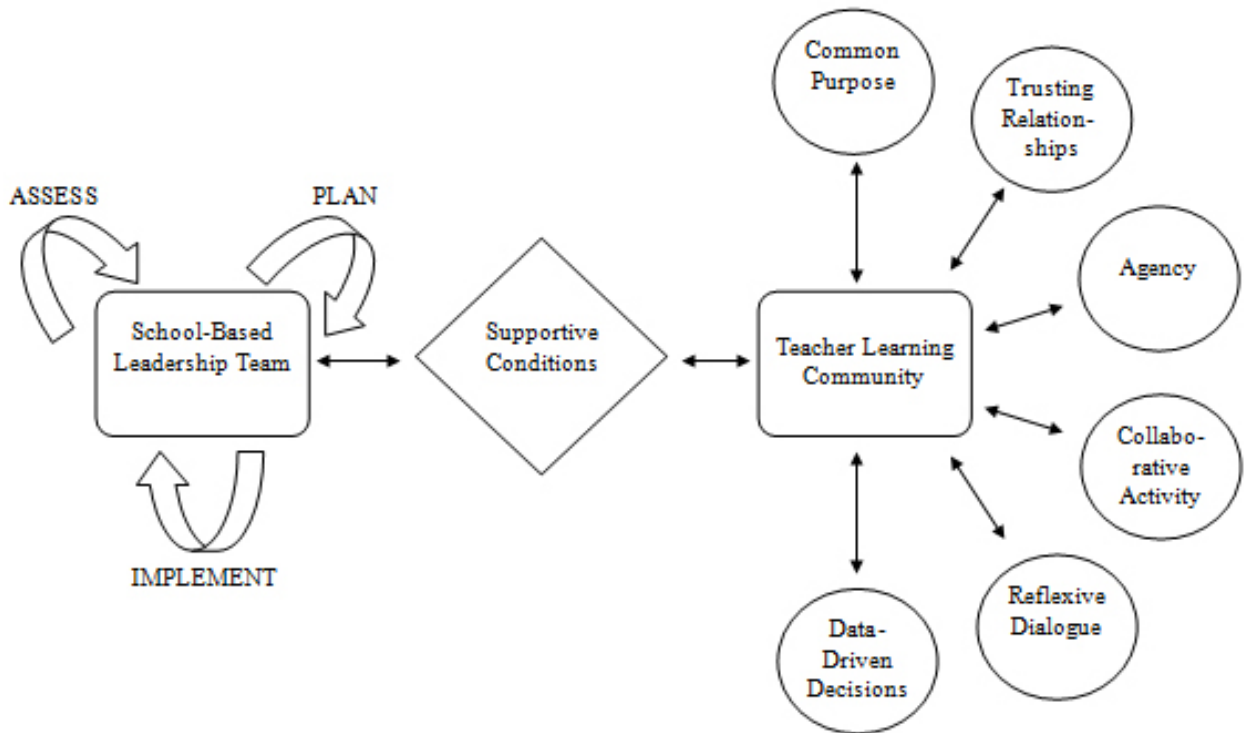 Common
Purpose
Trusting
Relation-
ships
ASSESS
PLAN
Agency
School-Based
Leadership Team
Supportive
Conditions
Teacher Learning
Community
Collabo-
rative
Activity
IMPLEMENT
Reflexive
Dialogue
Data-
Driven
Decisions